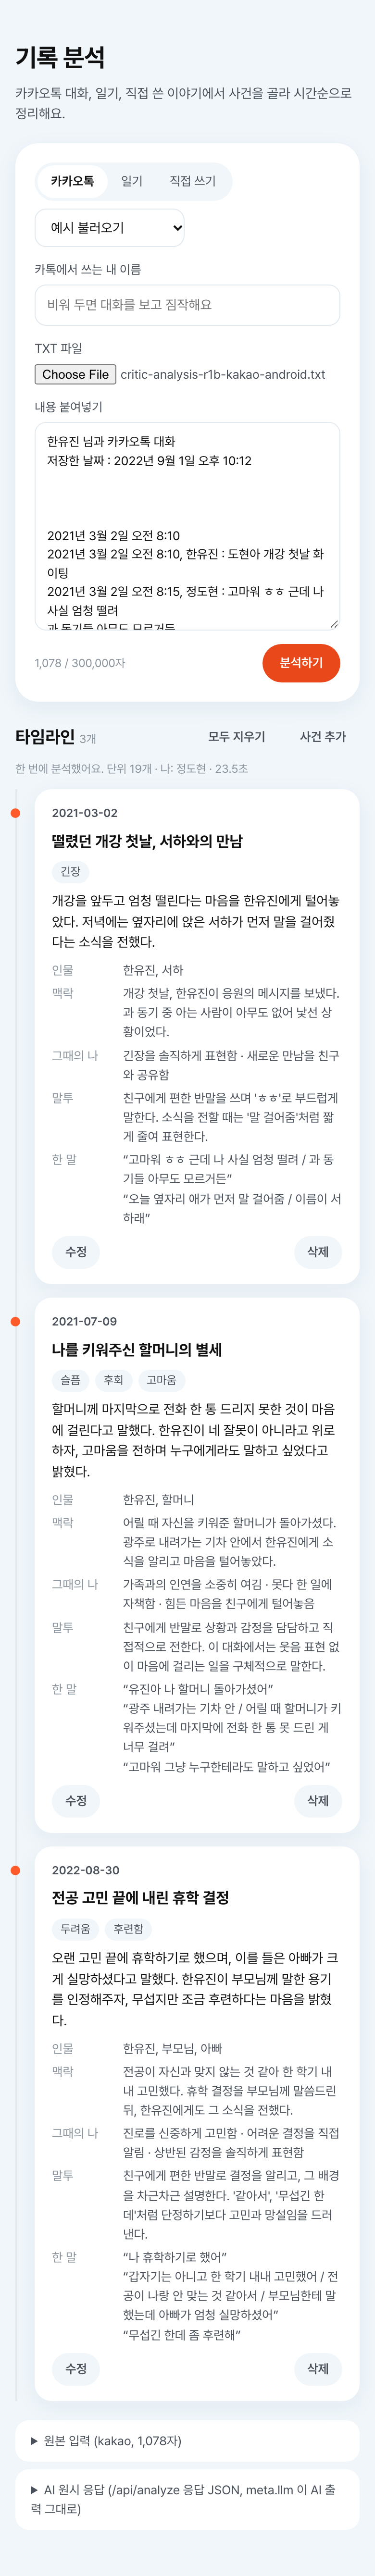 기록 분석
카카오톡 대화, 일기, 직접 쓴 이야기에서 사건을 골라 시간순으로
정리해요.
카카오톡 일기 직접 쓰기
예시 불러오기
카톡에서 쓰는 내 이름
비워 두면 대화를 보고 짐작해요
TXT 파일
Choose File critic-analysis-r1b-kakao-android.txt
내용 붙여넣기
한유진 님과 카카오톡 대화
저장한 날짜 : 2022년 9월 1일 오후 10:12
2021년 3월 2일 오전 8:10
2021년 3월 2일 오전 8:10, 한유진 : 도현아 개강 첫날 화
이팅
2021년 3월 2일 오전 8:15, 정도현 : 고마워 ㅎㅎ 근데 나
사실 엄청 떨려
과 동기들 아무도 모르거든
1,078 / 300,000자 분석하기
타임라인 3개 모두 지우기 사건 추가
한 번에 분석했어요. 단위 19개 · 나: 정도현 · 23.5초
2021-03-02
떨렸던 개강 첫날, 서하와의 만남
긴장
개강을 앞두고 엄청 떨린다는 마음을 한유진에게 털어놓
았다. 저녁에는 옆자리에 앉은 서하가 먼저 말을 걸어줬
다는 소식을 전했다.
인물 한유진, 서하
맥락 개강 첫날, 한유진이 응원의 메시지를 보냈다.
과 동기 중 아는 사람이 아무도 없어 낯선 상
황이었다.
그때의 나 긴장을 솔직하게 표현함 · 새로운 만남을 친구
와 공유함
말투 친구에게 편한 반말을 쓰며 'ㅎㅎ'로 부드럽게
말한다. 소식을 전할 때는 '말 걸어줌'처럼 짧
게 줄여 표현한다.
한 말 “고마워 ㅎㅎ 근데 나 사실 엄청 떨려 / 과 동
기들 아무도 모르거든”
“오늘 옆자리 애가 먼저 말 걸어줌 / 이름이 서
하래”
수정 삭제
2021-07-09
나를 키워주신 할머니의 별세
슬픔 후회 고마움
할머니께 마지막으로 전화 한 통 드리지 못한 것이 마음
에 걸린다고 말했다. 한유진이 네 잘못이 아니라고 위로
하자, 고마움을 전하며 누구에게라도 말하고 싶었다고
밝혔다.
인물 한유진, 할머니
맥락 어릴 때 자신을 키워준 할머니가 돌아가셨다.
광주로 내려가는 기차 안에서 한유진에게 소
식을 알리고 마음을 털어놓았다.
그때의 나 가족과의 인연을 소중히 여김 · 못다 한 일에
자책함 · 힘든 마음을 친구에게 털어놓음
말투 친구에게 반말로 상황과 감정을 담담하고 직
접적으로 전한다. 이 대화에서는 웃음 표현 없
이 마음에 걸리는 일을 구체적으로 말한다.
한 말 “유진아 나 할머니 돌아가셨어”
“광주 내려가는 기차 안 / 어릴 때 할머니가 키
워주셨는데 마지막에 전화 한 통 못 드린 게
너무 걸려”
“고마워 그냥 누구한테라도 말하고 싶었어”
수정 삭제
2022-08-30
전공 고민 끝에 내린 휴학 결정
두려움 후련함
오랜 고민 끝에 휴학하기로 했으며, 이를 들은 아빠가 크
게 실망하셨다고 말했다. 한유진이 부모님께 말한 용기
를 인정해주자, 무섭지만 조금 후련하다는 마음을 밝혔
다.
인물 한유진, 부모님, 아빠
맥락 전공이 자신과 맞지 않는 것 같아 한 학기 내
내 고민했다. 휴학 결정을 부모님께 말씀드린
뒤, 한유진에게도 그 소식을 전했다.
그때의 나 진로를 신중하게 고민함 · 어려운 결정을 직접
알림 · 상반된 감정을 솔직하게 표현함
말투 친구에게 편한 반말로 결정을 알리고, 그 배경
을 차근차근 설명한다. '같아서', '무섭긴 한
데'처럼 단정하기보다 고민과 망설임을 드러
낸다.
한 말 “나 휴학하기로 했어”
“갑자기는 아니고 한 학기 내내 고민했어 / 전
공이 나랑 안 맞는 것 같아서 / 부모님한테 말
했는데 아빠가 엄청 실망하셨어”
“무섭긴 한데 좀 후련해”
수정 삭제
▶ 원본 입력 (kakao, 1,078자)
▶ AI 원시 응답 (/api/analyze 응답 JSON, meta.llm 이 AI 출
력 그대로)